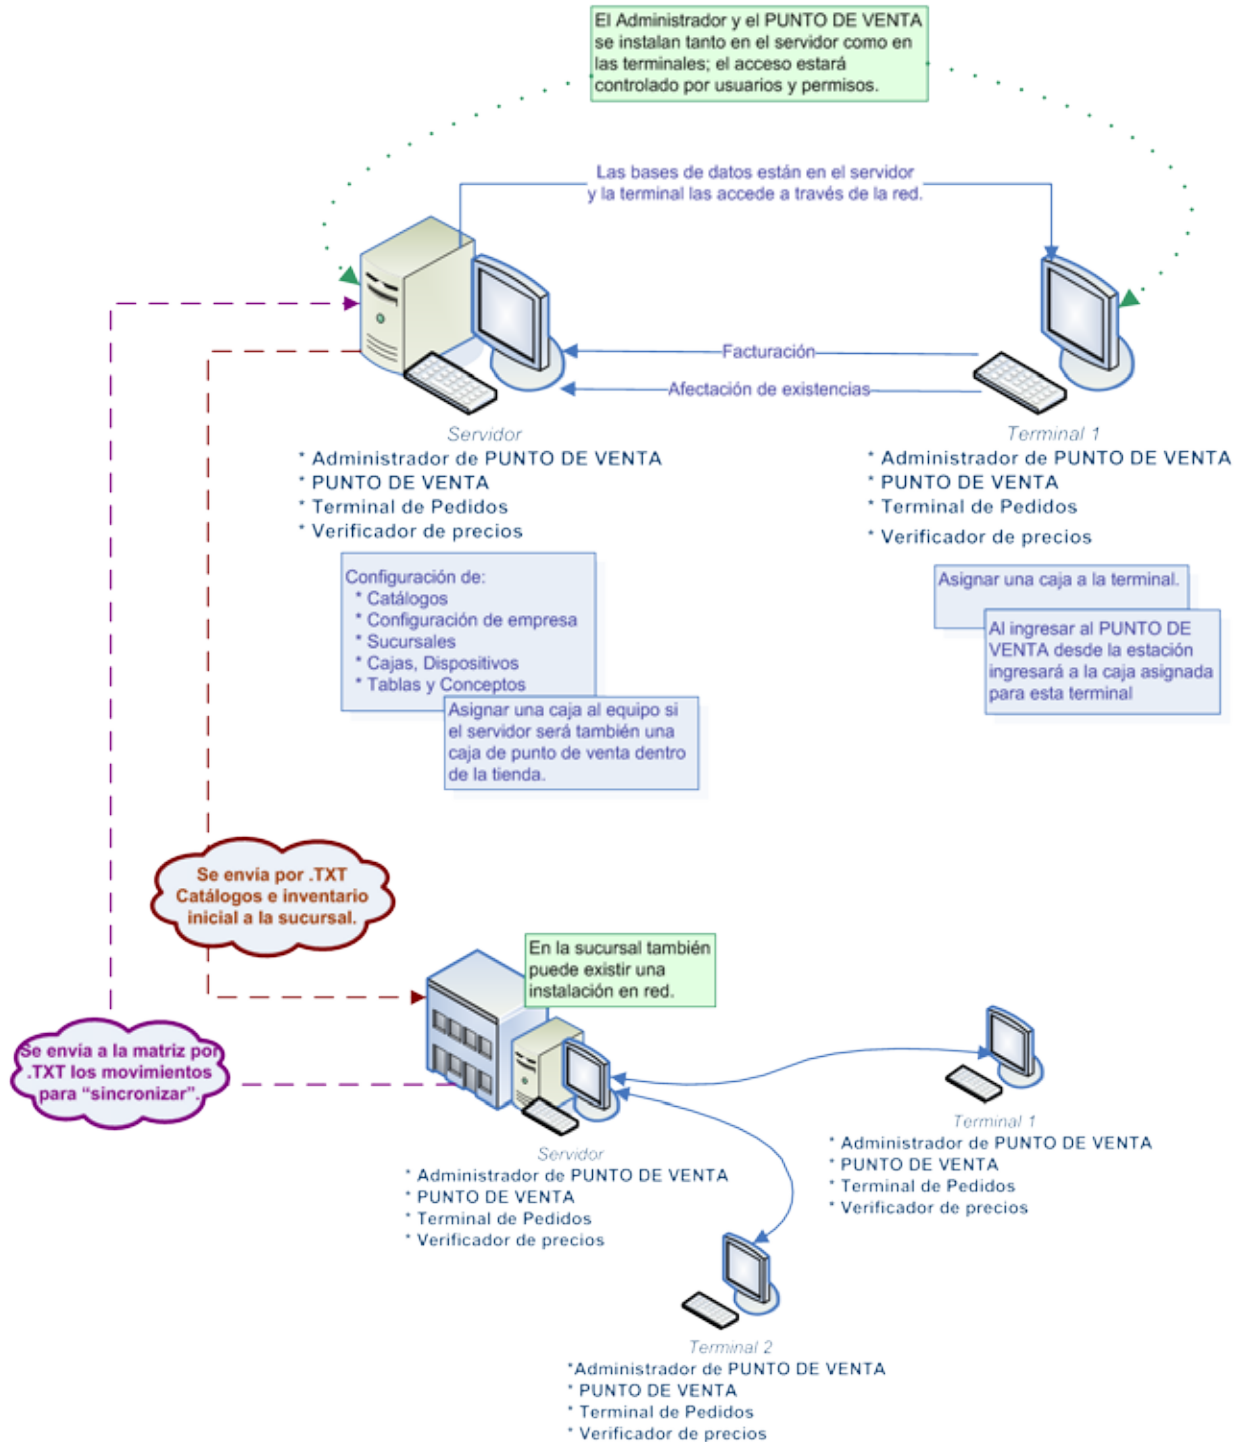 El Administrador y el PUNTO DE VENTA
se instalan tanto en el servidor como en
las terminales; el acceso estará
controlado por usuarios y permisos.
Las bases de datos están en el servidor
y la terminal las accede a través de la red.
Facturación
Afectación de existencias
Servidor
* Administrador de PUNTO DE VENTA
* PUNTO DE VENTA
* Terminal de Pedidos
* Verificador de precios
Terminal 1
* Administrador de PUNTO DE VENTA
* PUNTO DE VENTA
* Terminal de Pedidos
* Verificador de precios
Configuración de:
* Catálogos
* Configuración de empresa
* Sucursales
* Cajas, Dispositivos
* Tablas y Conceptos
Asignar una caja al equipo si
el servidor será también una
caja de punto de venta dentro
de la tienda.
Asignar una caja a la terminal.
Al ingresar al PUNTO DE
VENTA desde la estación
ingresará a la caja asignada
para esta terminal
Se envía por .TXT
Catálogos e inventario
inicial a la sucursal.
En la sucursal también
puede existir una
instalación en red.
Se envía a la matriz por
.TXT los movimientos
para “sincronizar”.
Servidor
* Administrador de PUNTO DE VENTA
* PUNTO DE VENTA
* Terminal de Pedidos
* Verificador de precios
Terminal 1
* Administrador de PUNTO DE VENTA
* PUNTO DE VENTA
* Terminal de Pedidos
* Verificador de precios
Terminal 2
*Administrador de PUNTO DE VENTA
* PUNTO DE VENTA
* Terminal de Pedidos
* Verificador de precios